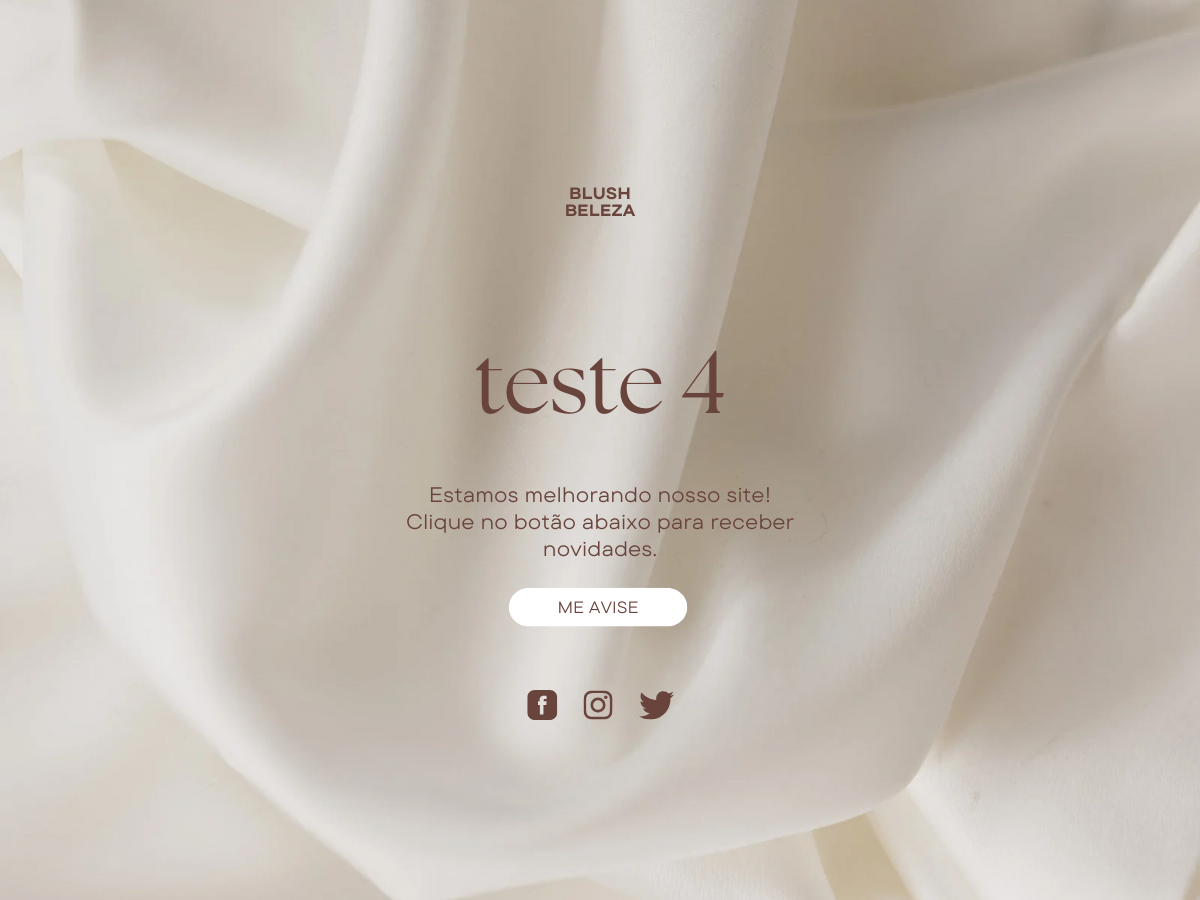 BLUSH
BELEZA
teste 4
Estamos melhorando nosso site!
Clique no botão abaixo para receber
novidades.
ME AVISE